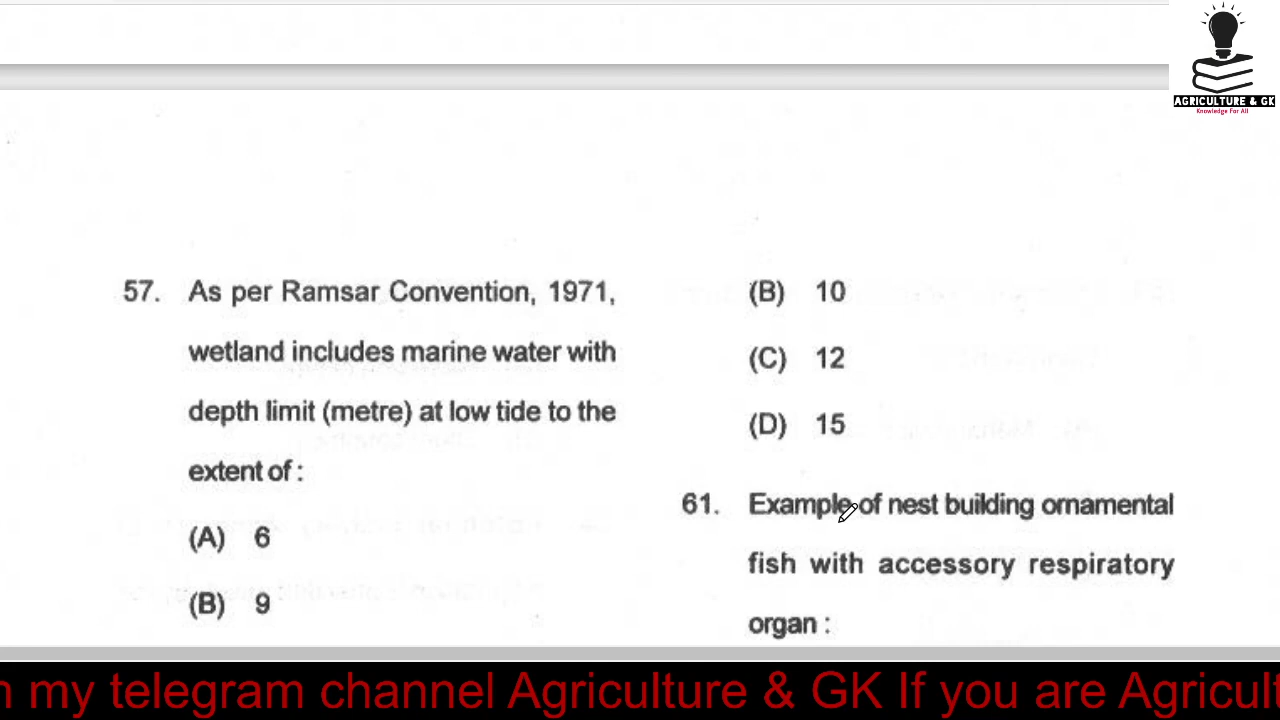 AGRICULTURE & GK
Knowledge For All
57. As per Ramsar Convention, 1971,
wetland includes marine water with
depth limit (metre) at low tide to the
extent of :
(A) 6
(B) 9
(B) 10
(C) 12
(D) 15
61. Example of nest building ornamental
fish with accessory respiratory
organ :
my telegram channel Agriculture & GK If you are Agricult